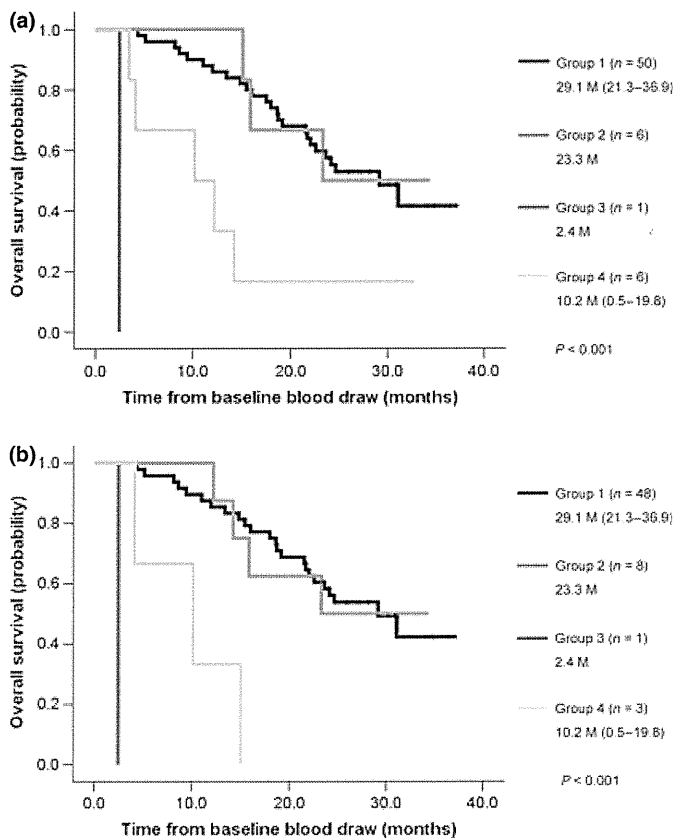 (a)
1.0
0.8
0.6
0.4
0.2
0.0
Overall survival (probability)
0.0 10.0 20.0 30.0 40.0
Time from baseline blood draw (months)
Group 1 (n = 50)
29.1 M (21.3–36.9)
Group 2 (n = 6)
23.3 M
Group 3 (n = 1)
2.4 M
Group 4 (n = 6)
10.2 M (0.5–19.8)
P < 0.001
(b)
1.0
0.8
0.6
0.4
0.2
0.0
Overall survival (probability)
0.0 10.0 20.0 30.0 40.0
Time from baseline blood draw (months)
Group 1 (n = 48)
29.1 M (21.3–36.9)
Group 2 (n = 8)
23.3 M
Group 3 (n = 1)
2.4 M
Group 4 (n = 3)
10.2 M (0.5–19.8)
P < 0.001